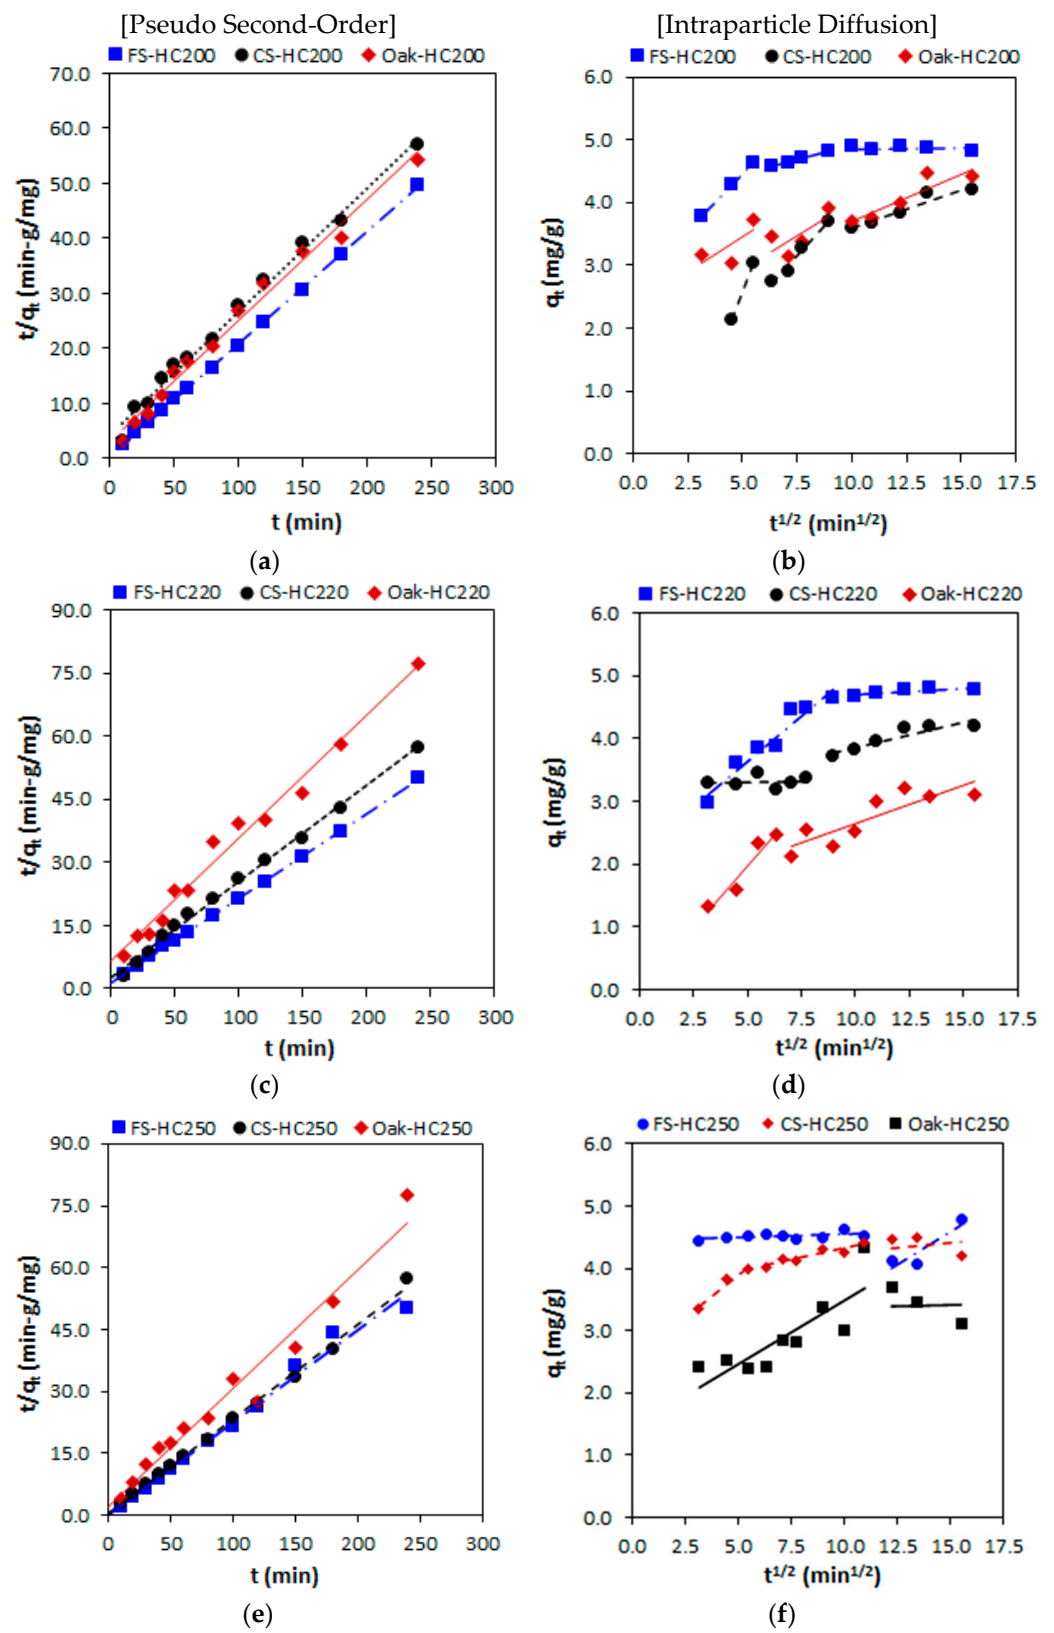 [Pseudo Second-Order] [Intraparticle Diffusion]
FS-HC200 CS-HC200 Oak-HC200
70.0
60.0
50.0
40.0
30.0
20.0
10.0
0.0
t/qt (min-g/mg)
0 50 100 150 200 250 300
t (min)
(a)
FS-HC200 CS-HC200 Oak-HC200
6.0
5.0
4.0
3.0
2.0
1.0
0.0
qt (mg/g)
0.0 2.5 5.0 7.5 10.0 12.5 15.0 17.5
t1/2 (min1/2)
(b)
FS-HC220 CS-HC220 Oak-HC220
90.0
75.0
60.0
45.0
30.0
15.0
0.0
t/qt (min-g/mg)
0 50 100 150 200 250 300
t (min)
(c)
FS-HC220 CS-HC220 Oak-HC220
6.0
5.0
4.0
3.0
2.0
1.0
0.0
qt (mg/g)
0.0 2.5 5.0 7.5 10.0 12.5 15.0 17.5
t1/2 (min1/2)
(d)
FS-HC250 CS-HC250 Oak-HC250
90.0
75.0
60.0
45.0
30.0
15.0
0.0
t/qt (min-g/mg)
0 50 100 150 200 250 300
t (min)
(e)
FS-HC250 CS-HC250 Oak-HC250
6.0
5.0
4.0
3.0
2.0
1.0
0.0
qt (mg/g)
0.0 2.5 5.0 7.5 10.0 12.5 15.0 17.5
t1/2 (min1/2)
(f)